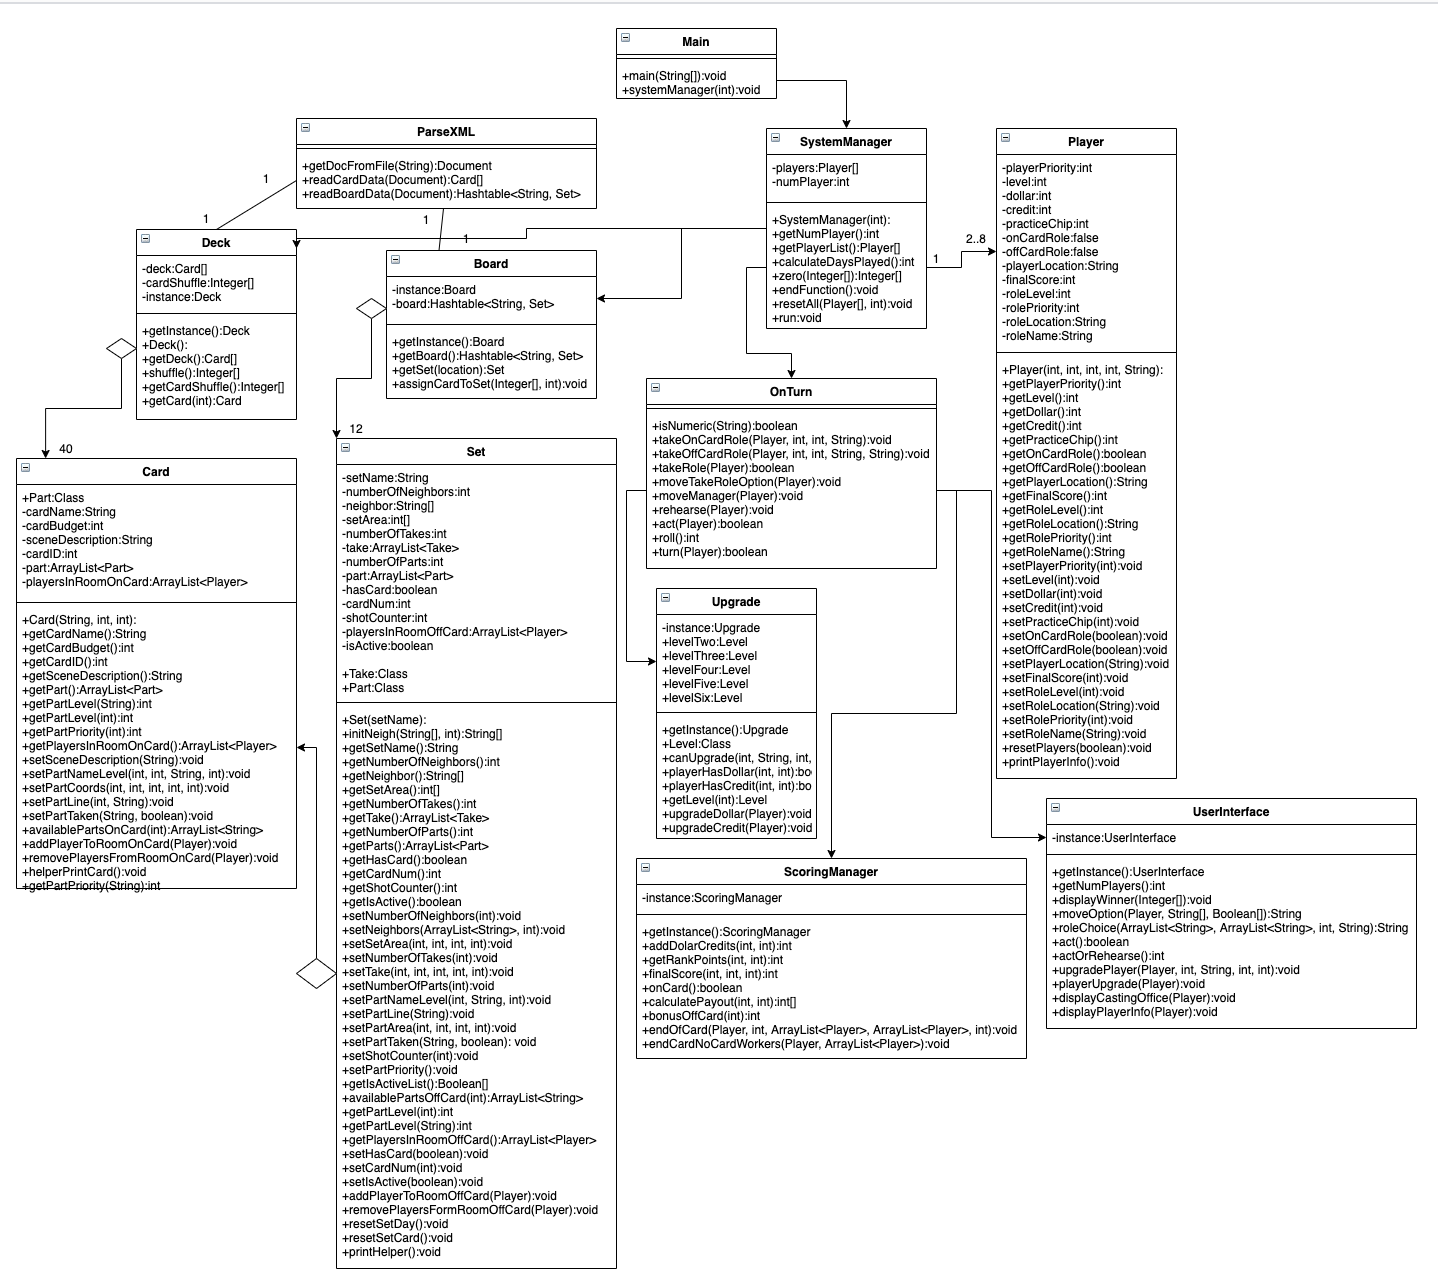 Main
+main(String[]):void
+systemManager(int):void
ParseXML
+getDocFromFile(String):Document
+readCardData(Document):Card[]
+readBoardData(Document):Hashtable<String, Set>
1
1
1
1
SystemManager
-players:Player[]
-numPlayer:int
+SystemManager(int):
+getNumPlayer():int
+getPlayerList():Player[]
+calculateDaysPlayed():int
+zero(Integer[]):Integer[]
+endFunction():void
+resetAll(Player[], int):void
+run:void
1
2..8
Player
-playerPriority:int
-level:int
-dollar:int
-credit:int
-practiceChip:int
-onCardRole:false
-offCardRole:false
-playerLocation:String
-finalScore:int
-roleLevel:int
-rolePriority:int
-roleLocation:String
-roleName:String
+Player(int, int, int, int, String):
+getPlayerPriority():int
+getLevel():int
+getDollar():int
+getCredit():int
+getPracticeChip():int
+getOnCardRole():boolean
+getOffCardRole():boolean
+getPlayerLocation():String
+getFinalScore():int
+getRoleLevel():int
+getRoleLocation():String
+getRolePriority():int
+getRoleName():String
+setPlayerPriority(int):void
+setLevel(int):void
+setDollar(int):void
+setCredit(int):void
+setPracticeChip(int):void
+setOnCardRole(boolean):void
+setOffCardRole(boolean):void
+setPlayerLocation(String):void
+setFinalScore(int):void
+setRoleLevel(int):void
+setRoleLocation(String):void
+setRolePriority(int):void
+setRoleName(String):void
+resetPlayers(boolean):void
+printPlayerInfo():void
Deck
-deck:Card[]
-cardShuffle:Integer[]
-instance:Deck
+getInstance():Deck
+Deck():
+getDeck():Card[]
+shuffle():Integer[]
+getCardShuffle():Integer[]
+getCard(int):Card
40
Board
-instance:Board
-board:Hashtable<String, Set>
+getInstance():Board
+getBoard():Hashtable<String, Set>
+getSet(location):Set
+assignCardToSet(Integer[], int):void
12
OnTurn
+isNumeric(String):boolean
+takeOnCardRole(Player, int, int, String):void
+takeOffCardRole(Player, int, int, String, String):void
+takeRole(Player):boolean
+moveTakeRoleOption(Player):void
+moveManager(Player):void
+rehearse(Player):void
+act(Player):boolean
+roll():int
+turn(Player):boolean
Card
+Part:Class
-cardName:String
-cardBudget:int
-sceneDescription:String
-cardID:int
-part:ArrayList<Part>
-playersInRoomOnCard:ArrayList<Player>
+Card(String, int, int):
+getCardName():String
+getCardBudget():int
+getCardID():int
+getSceneDescription():String
+getPart():ArrayList<Part>
+getPartLevel(String):int
+getPartLevel(int):int
+getPartPriority(int):int
+getPlayersInRoomOnCard():ArrayList<Player>
+setSceneDescription(String):void
+setPartNameLevel(int, int, String, int):void
+setPartCoords(int, int, int, int, int):void
+setPartLine(int, String):void
+setPartTaken(String, boolean):void
+availablePartsOnCard(int):ArrayList<String>
+addPlayerToRoomOnCard(Player):void
+removePlayersFromRoomOnCard(Player):void
+helperPrintCard():void
+getPartPriority(String):int
Set
-setName:String
-numberOfNeighbors:int
-neighbor:String[]
-setArea:int[]
-numberOfTakes:int
-take:ArrayList<Take>
-numberOfParts:int
-part:ArrayList<Part>
-hasCard:boolean
-cardNum:int
-shotCounter:int
-playersInRoomOffCard:ArrayList<Player>
-isActive:boolean
+Take:Class
+Part:Class
+Set(setName):
+initNeigh(String[], int):String[]
+getSetName():String
+getNumberOfNeighbors():int
+getNeighbor():String[]
+getSetArea():int[]
+getNumberOfTakes():int
+getTake():ArrayList<Take>
+getNumberOfParts():int
+getParts():ArrayList<Part>
+getHasCard():boolean
+getCardNum():int
+getShotCounter():int
+getIsActive():boolean
+setNumberOfNeighbors(int):void
+setNeighbors(ArrayList<String>, int):void
+setSetArea(int, int, int, int):void
+setNumberOfTakes(int):void
+setTake(int, int, int, int, int):void
+setNumberOfParts(int):void
+setPartNameLevel(int, String, int):void
+setPartLine(String):void
+setPartArea(int, int, int, int):void
+setPartTaken(String, boolean): void
+setShotCounter(int):void
+setPartPriority():void
+getIsActiveList():Boolean[]
+availablePartsOffCard(int):ArrayList<String>
+getPartLevel(int):int
+getPartLevel(String):int
+getPlayersInRoomOffCard():ArrayList<Player>
+setHasCard(boolean):void
+setCardNum(int):void
+setIsActive(boolean):void
+addPlayerToRoomOffCard(Player):void
+removePlayersFormRoomOffCard(Player):void
+resetSetDay():void
+resetSetCard():void
+printHelper():void
Upgrade
-instance:Upgrade
+levelTwo:Level
+levelThree:Level
+levelFour:Level
+levelFive:Level
+levelSix:Level
+getInstance():Upgrade
+Level:Class
+canUpgrade(int, String, int,
+playerHasDollar(int, int):bo
+playerHasCredit(int, int):bo
+getLevel(int):Level
+upgradeDollar(Player):void
+upgradeCredit(Player):void
ScoringManager
-instance:ScoringManager
+getInstance():ScoringManager
+addDolarCredits(int, int):int
+getRankPoints(int, int):int
+finalScore(int, int, int):int
+onCard():boolean
+calculatePayout(int, int):int[]
+bonusOffCard(int):int
+endOfCard(Player, int, ArrayList<Player>, ArrayList<Player>, int):void
+endCardNoCardWorkers(Player, ArrayList<Player>):void
UserInterface
-instance:UserInterface
+getInstance():UserInterface
+getNumPlayers():int
+displayWinner(Integer[]):void
+moveOption(Player, String[], Boolean[]):String
+roleChoice(ArrayList<String>, ArrayList<String>, int, String):String
+act():boolean
+actOrRehearse():int
+upgradePlayer(Player, int, String, int, int):void
+playerUpgrade(Player):void
+displayCastingOffice(Player):void
+displayPlayerInfo(Player):void